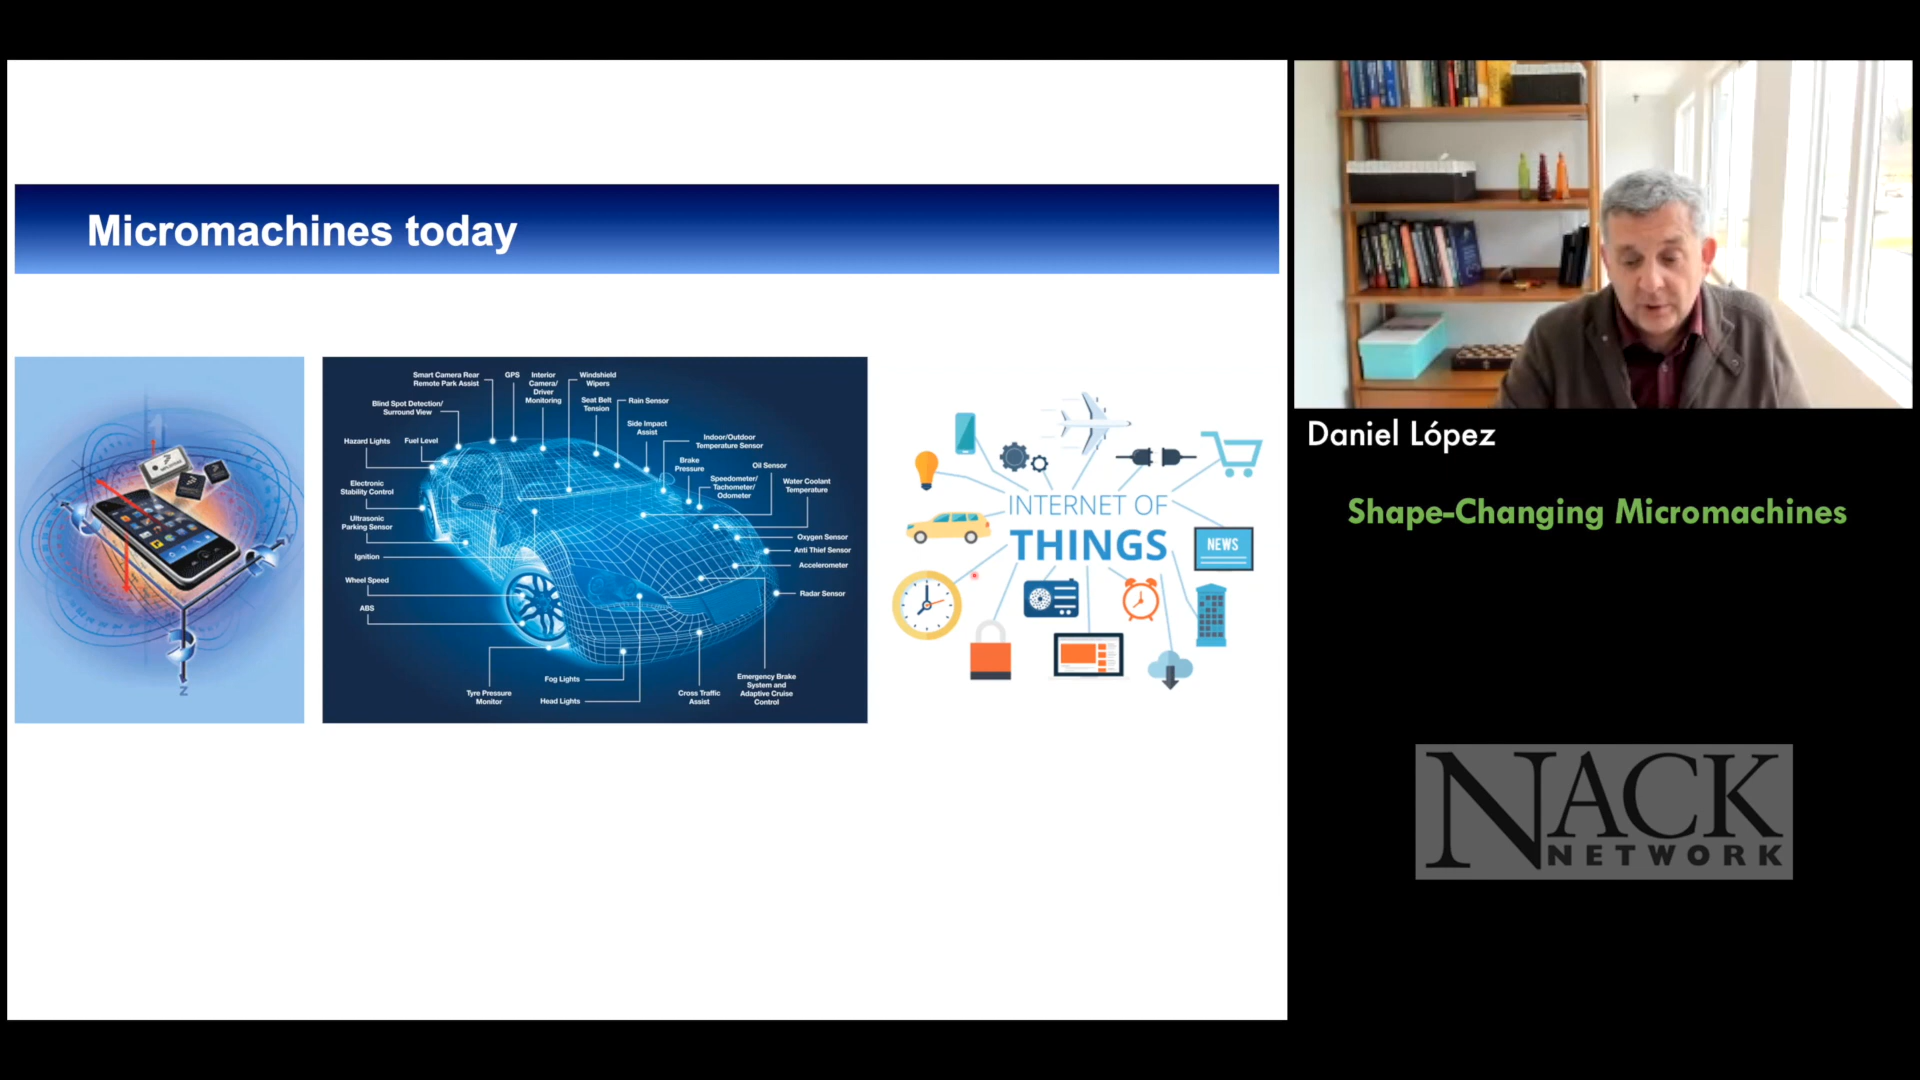 Micromachines today
Z
Smart Camera Rear
Remote Park Assist
GPS
Interior
Camera/
Driver
Monitoring
Windshield
Wipers
Blind Spot Detection/
Surround View
Seat Belt
Tension
Rain Sensor
Side Impact
Assist
Hazard Lights
Fuel Level
Indoor/Outdoor
Temperature Sensor
Brake
Pressure
Oil Sensor
Electronic
Stability Control
Speedometer/
Tachometer/
Odometer
Water Coolant
Temperature
Ultrasonic
Parking Sensor
Oxygen Sensor
Ignition
Anti Thief Sensor
Accelerometer
Wheel Speed
Radar Sensor
ABS
Fog Lights
Tyre Pressure
Monitor
Head Lights
Cross Traffic
Assist
Emergency Brake
System and
Adaptive Cruise
Control
INTERNET OF
THINGS
NEWS
Daniel López
Shape-Changing Micromachines
NACK
NETWORK